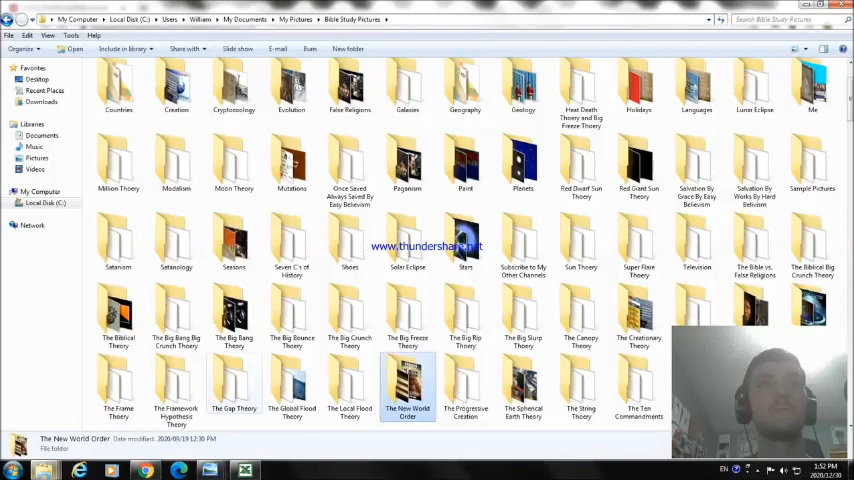 My Computer ▸ Local Disk (C:) ▸ Users ▸ William ▸ My Documents ▸ My Pictures ▸ Bible Study Pictures ▸
Search Bible Study Pictures
File Edit View Tools Help
Organize Open Include in library Share with Slide show E-mail Burn New folder
Favorites
Desktop
Recent Places
Downloads
Libraries
Documents
Music
Pictures
Videos
My Computer
Local Disk (C:)
Network
Countries Creation Cryptozoology Evolution False Religions Galaxies Geography Geology Heat Death Thoery and Big Freeze Theory Holidays Languages Lunar Eclipse Me
Million Thoery Modalism Moon Theory Mutations Once Saved Always Saved By Easy Believism Paganism Paint Planets Red Dwarf Sun Theory Red Giant Sun Theory Salvation By Grace By Easy Believism Salvation By Works By Hard Belivism Sample Pictures
Satanism Satanology Seasons Seven C's of History Shoes Solar Eclipse Stars Subscribe to My Other Channels Sun Thoery Super Flare Theory Television The Bible vs. False Religions The Biblical Big Crunch Theory
www.thundershare.net
The Biblical Theory The Big Bang Big Crunch Theory The Big Bang Theory The Big Bounce Theory The Big Crunch Theory The Big Freeze Theory The Big Rip Theory The Big Slurp Theory The Canopy Theory The Creationary Theory
The Frame Theory The Framework Hypothesis Theory The Gap Theory The Global Flood Theory The Local Flood Theory The New World Order The Progressive Creation The Spherical Earth Theory The String Theory The Ten Commandments
The New World Order Date modified: 2020/09/19 12:30 PM
File folder
EN
1:52 PM
2020/12/30